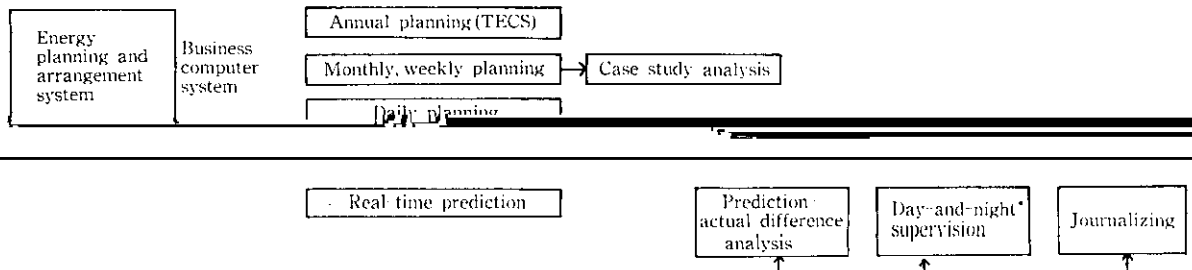 Energy
planning and
arrangement
system
Business
computer
system
Annual planning (TECS)
Monthly, weekly planning
Case study analysis
Daily planning
Real time prediction
Prediction
actual difference
analysis
Day-and-night
supervision
Journalizing